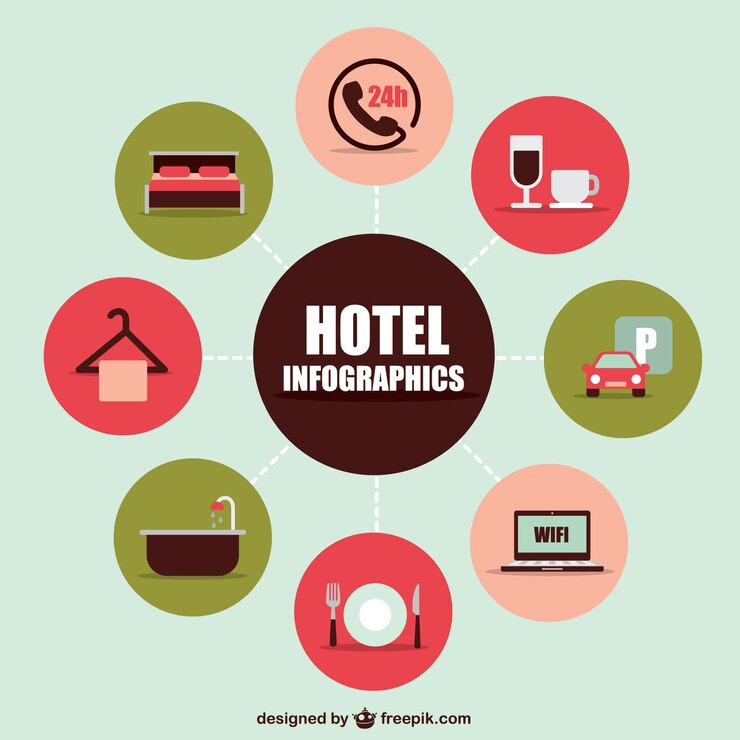 24h
HOTEL
INFOGRAPHICS
P
WIFI
designed by freepik.com